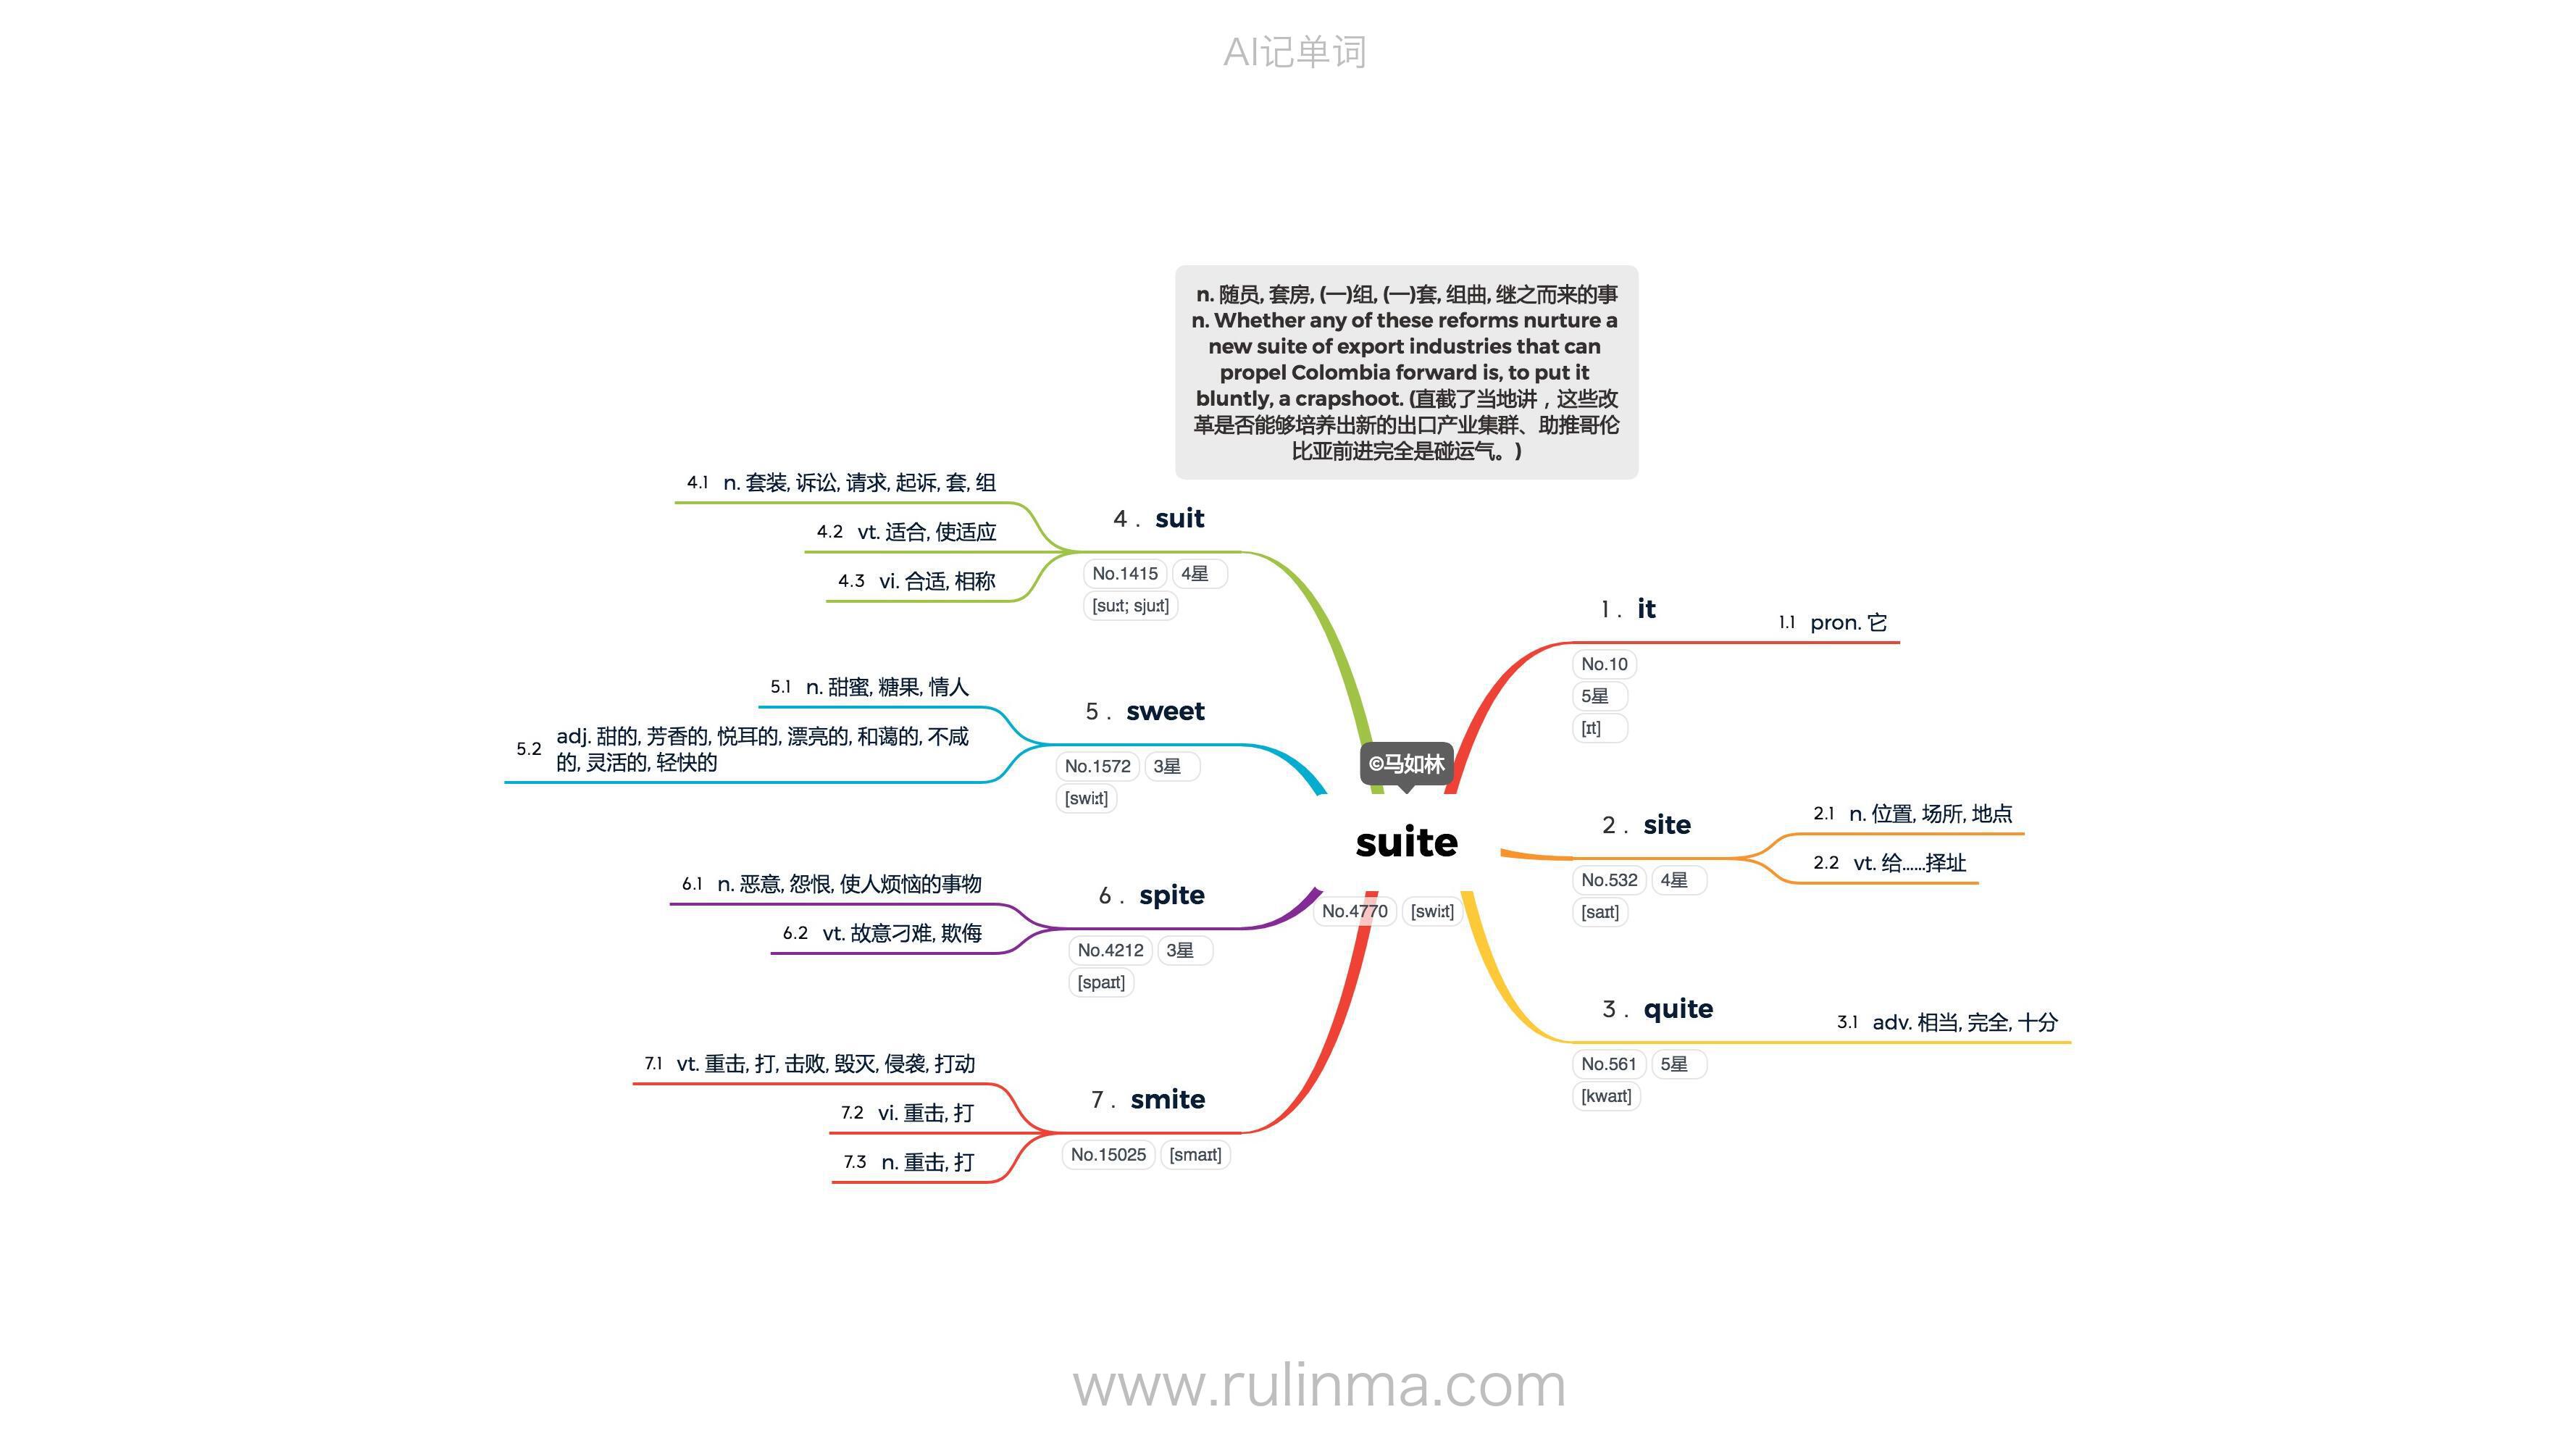 AI记单词
n. 随员, 套房, (一)组, (一)套, 组曲, 继之而来的事
n. Whether any of these reforms nurture a
new suite of export industries that can
propel Colombia forward is, to put it
bluntly, a crapshoot. (直截了当地讲，这些改
革是否能够培养出新的出口产业集群、助推哥伦
比亚前进完全是碰运气。)
©马如林
suite
No.4770 [swiːt]
1. it
No.10
5星
[ɪt]
1.1 pron. 它
2. site
No.532 4星
[saɪt]
2.1 n. 位置, 场所, 地点
2.2 vt. 给……择址
3. quite
No.561 5星
[kwaɪt]
3.1 adv. 相当, 完全, 十分
4. suit
No.1415 4星
[suːt; sjuːt]
4.1 n. 套装, 诉讼, 请求, 起诉, 套, 组
4.2 vt. 适合, 使适应
4.3 vi. 合适, 相称
5. sweet
No.1572 3星
[swiːt]
5.1 n. 甜蜜, 糖果, 情人
5.2 adj. 甜的, 芳香的, 悦耳的, 漂亮的, 和蔼的, 不咸
的, 灵活的, 轻快的
6. spite
No.4212 3星
[spaɪt]
6.1 n. 恶意, 怨恨, 使人烦恼的事物
6.2 vt. 故意刁难, 欺侮
7. smite
No.15025 [smaɪt]
7.1 vt. 重击, 打, 击败, 毁灭, 侵袭, 打动
7.2 vi. 重击, 打
7.3 n. 重击, 打
www.rulinma.com